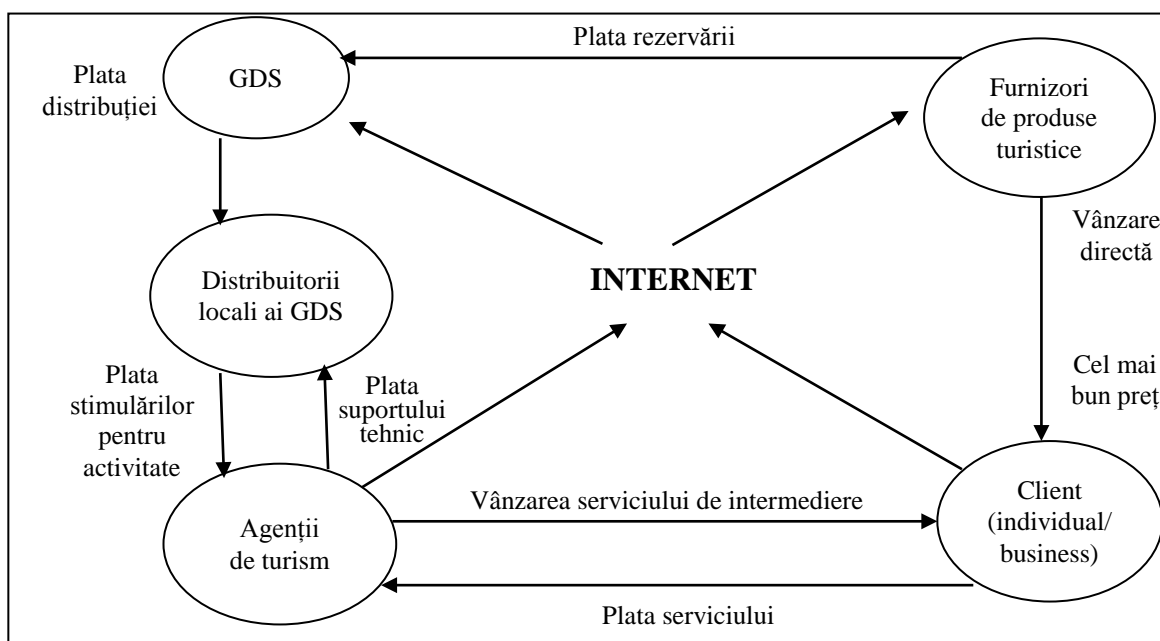 Plata rezervării
Plata
distribuției
GDS
Furnizori
de produse
turistice
Vânzare
directă
INTERNET
Distribuitorii
locali ai GDS
Plata
stimulărilor
pentru
activitate
Plata
suportului
tehnic
Cel mai
bun preț
Vânzarea serviciului de intermediere
Agenții
de turism
Client
(individual/
business)
Plata serviciului